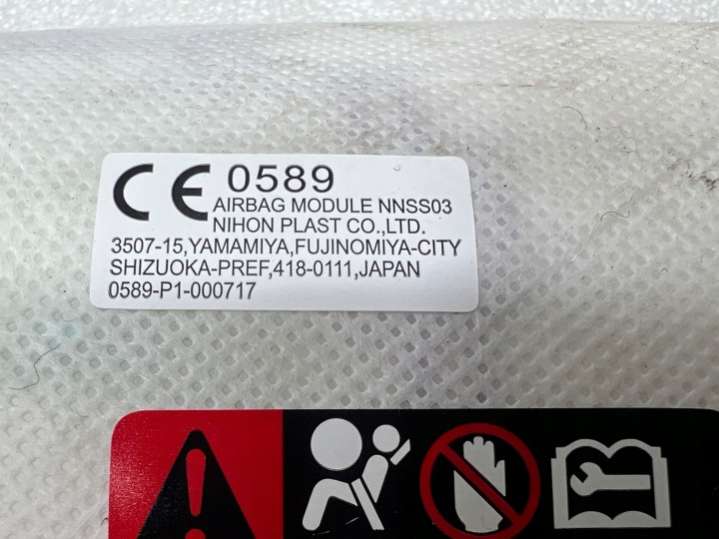 CE 0589
AIRBAG MODULE NNSS03
NIHON PLAST CO.,LTD.
3507-15,YAMAMIYA,FUJINOMIYA-CITY
SHIZUOKA-PREF,418-0111,JAPAN
0589-P1-000717